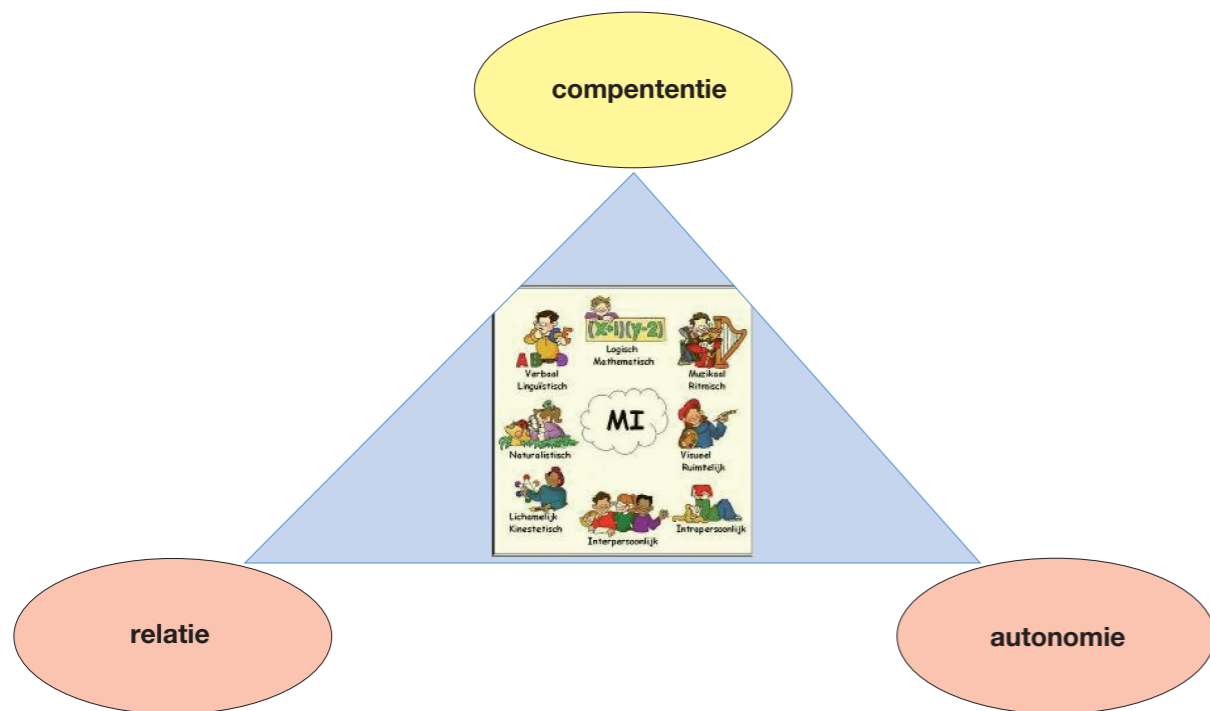 compententie
(x+1)(y-2)
Logisch
Mathematisch
Verbaal
Linguïstisch
Muzikaal
Ritmisch
MI
Naturalistisch
Visueel
Ruimtelijk
Lichamelijk
Kinestetisch
Interpersoonlijk
Intrapersoonlijk
relatie
autonomie